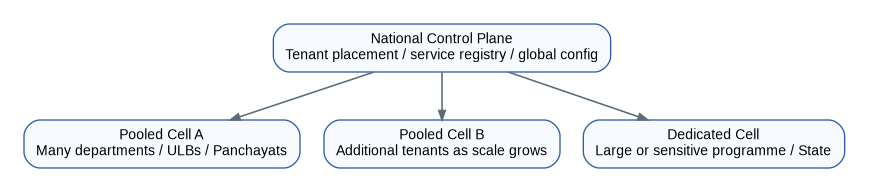 National Control Plane
Tenant placement / service registry / global config
Pooled Cell A
Many departments / ULBs / Panchayats
Pooled Cell B
Additional tenants as scale grows
Dedicated Cell
Large or sensitive programme / State